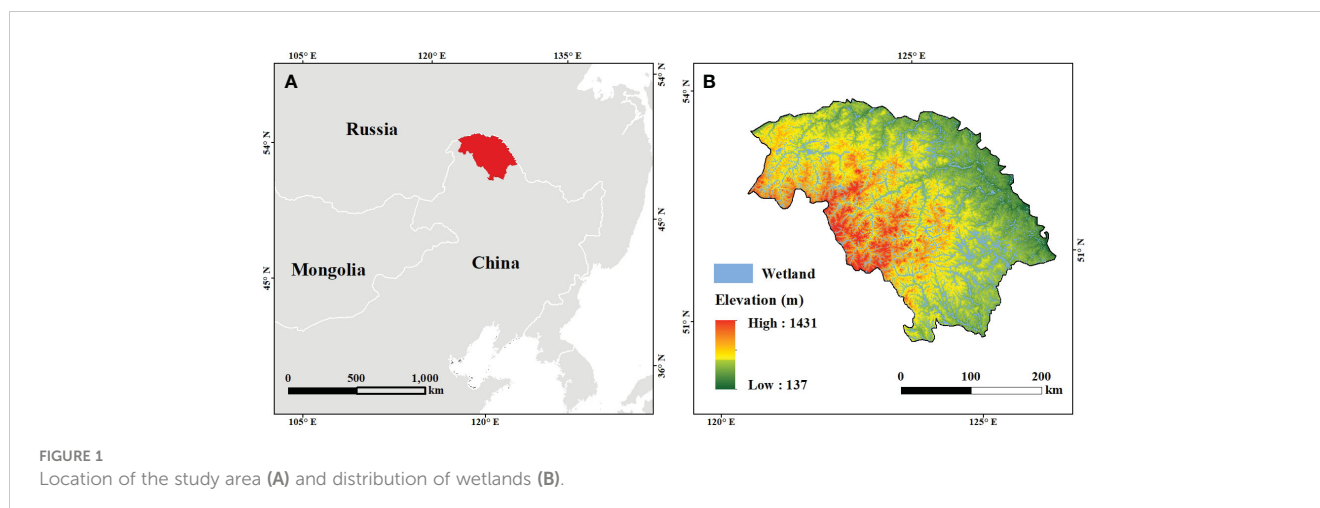 105° E 120° E 135° E
A
54° N
54° N
Russia
45° N
Mongolia
China
45° N
36° N
0 500 1,000
km
105° E 120° E
125° E
B
54° N
51° N
Wetland
Elevation (m)
High : 1431
Low : 137
51° N
0 100 200
km
120° E 125° E
FIGURE 1
Location of the study area (A) and distribution of wetlands (B).